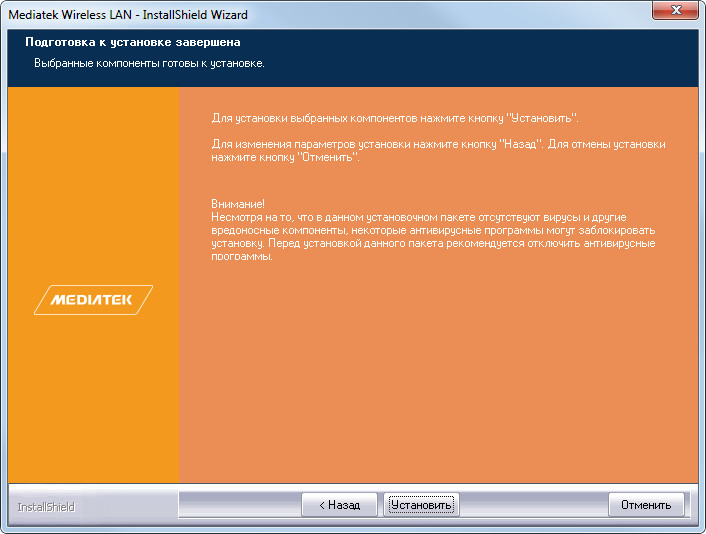 Mediatek Wireless LAN - InstallShield Wizard
Подготовка к установке завершена
Выбранные компоненты готовы к установке.
Для установки выбранных компонентов нажмите кнопку "Установить".
Для изменения параметров установки нажмите кнопку "Назад". Для отмены установки
нажмите кнопку "Отменить".
Внимание!
Несмотря на то, что в данном установочном пакете отсутствуют вирусы и другие
вредоносные компоненты, некоторые антивирусные программы могут заблокировать
установку. Перед установкой данного пакета рекомендуется отключить антивирусные
программы.
MEDIATEK
InstallShield
< Назад
Установить
Отменить